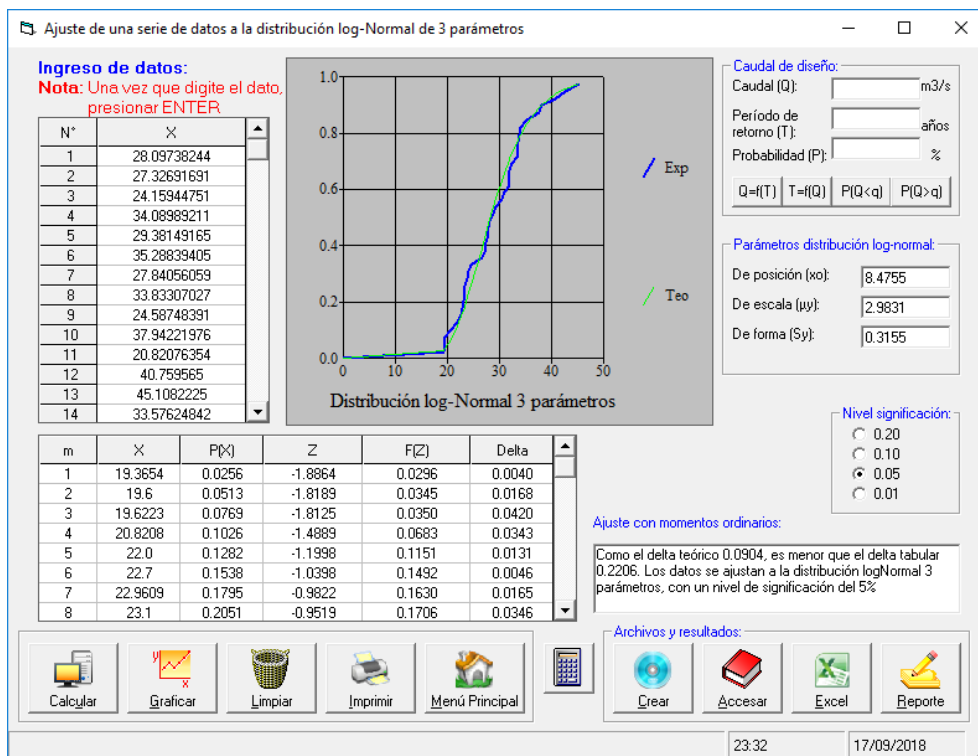 Ajuste de una serie de datos a la distribución log-Normal de 3 parámetros
Ingreso de datos:
Nota: Una vez que digite el dato,
presionar ENTER
N° X
1 28.09738244
2 27.32691691
3 24.15944751
4 34.08989211
5 29.38149165
6 35.28839405
7 27.84056059
8 33.83307027
9 24.58748391
10 37.94221976
11 20.82076354
12 40.759565
13 45.1082225
14 33.57624842
1.0
0.8
0.6
0.4
0.2
0.0
0 10 20 30 40 50
Exp
Teo
Distribución log-Normal 3 parámetros
Caudal de diseño:
Caudal (Q): m3/s
Período de
retorno (T): años
Probabilidad (P): %
Q=f(T) T=f(Q) P(Q<q) P(Q>q)
Parámetros distribución log-normal:
De posición (xo): 8.4755
De escala (μy): 2.9831
De forma (Sy): 0.3155
Nivel significación:
0.20
0.10
0.05
0.01
m X P(X) Z F(Z) Delta
1 19.3654 0.0256 -1.8864 0.0296 0.0040
2 19.6 0.0513 -1.8189 0.0345 0.0168
3 19.6223 0.0769 -1.8125 0.0350 0.0420
4 20.8208 0.1026 -1.4889 0.0683 0.0343
5 22.0 0.1282 -1.1998 0.1151 0.0131
6 22.7 0.1538 -1.0398 0.1492 0.0046
7 22.9609 0.1795 -0.9822 0.1630 0.0165
8 23.1 0.2051 -0.9519 0.1706 0.0346
Ajuste con momentos ordinarios:
Como el delta teórico 0.0904, es menor que el delta tabular
0.2206. Los datos se ajustan a la distribución logNormal 3
parámetros, con un nivel de significación del 5%
Calcular Graficar Limpiar Imprimir Menú Principal
Archivos y resultados:
Crear Accesar Excel Reporte
23:32 17/09/2018